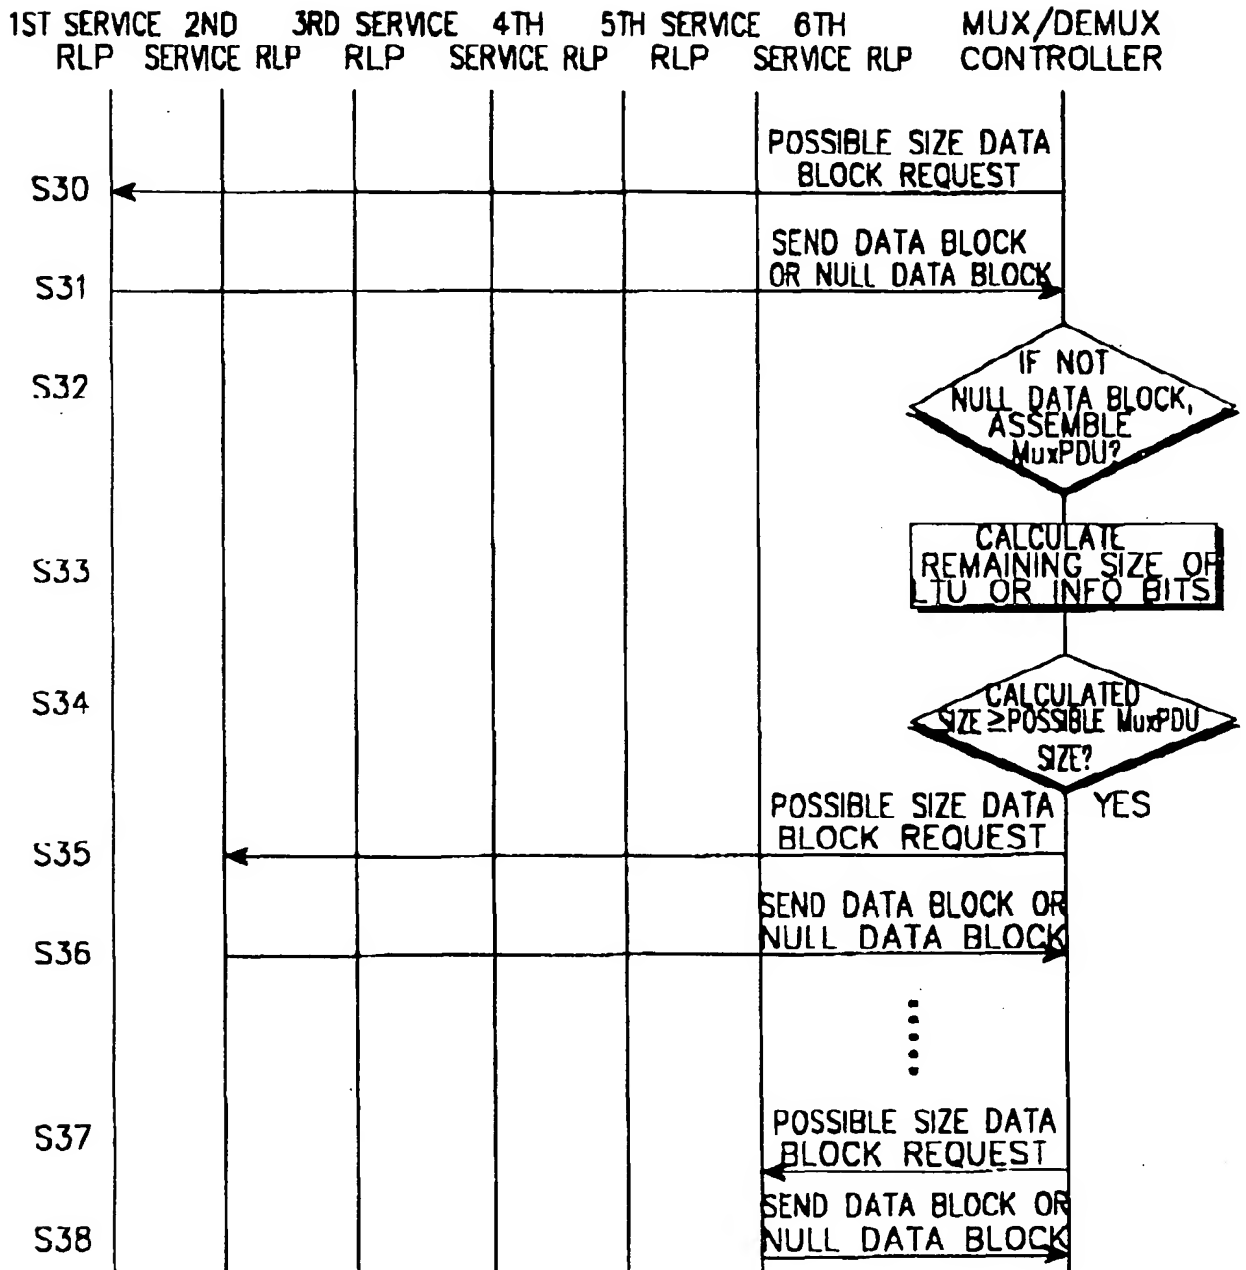 1ST SERVICE 2ND 3RD SERVICE 4TH 5TH SERVICE 6TH MUX/DEMUX
RLP SERVICE RLP RLP SERVICE RLP RLP SERVICE RLP CONTROLLER
POSSIBLE SIZE DATA
BLOCK REQUEST
S30
SEND DATA BLOCK
OR NULL DATA BLOCK
S31
IF NOT
NULL DATA BLOCK,
ASSEMBLE
MuxPDU?
S32
CALCULATE
REMAINING SIZE OF
LTU OR INFO BITS
S33
CALCULATED
SIZE ≥POSSIBLE MuxPDU
SIZE?
S34
YES
POSSIBLE SIZE DATA
BLOCK REQUEST
S35
SEND DATA BLOCK OR
NULL DATA BLOCK
S36
POSSIBLE SIZE DATA
BLOCK REQUEST
S37
SEND DATA BLOCK OR
NULL DATA BLOCK
S38